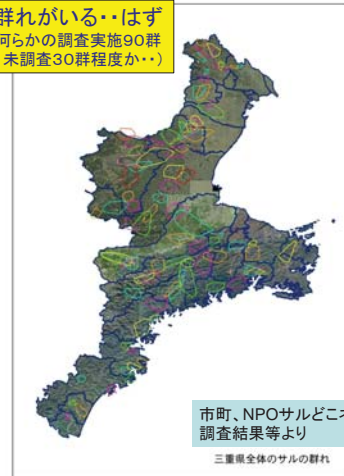 群れがいる・・はず
何らかの調査実施90群
未調査30群程度か・・）
市町、NPOサルどこネ
調査結果等より
三重県全体のサルの群れ